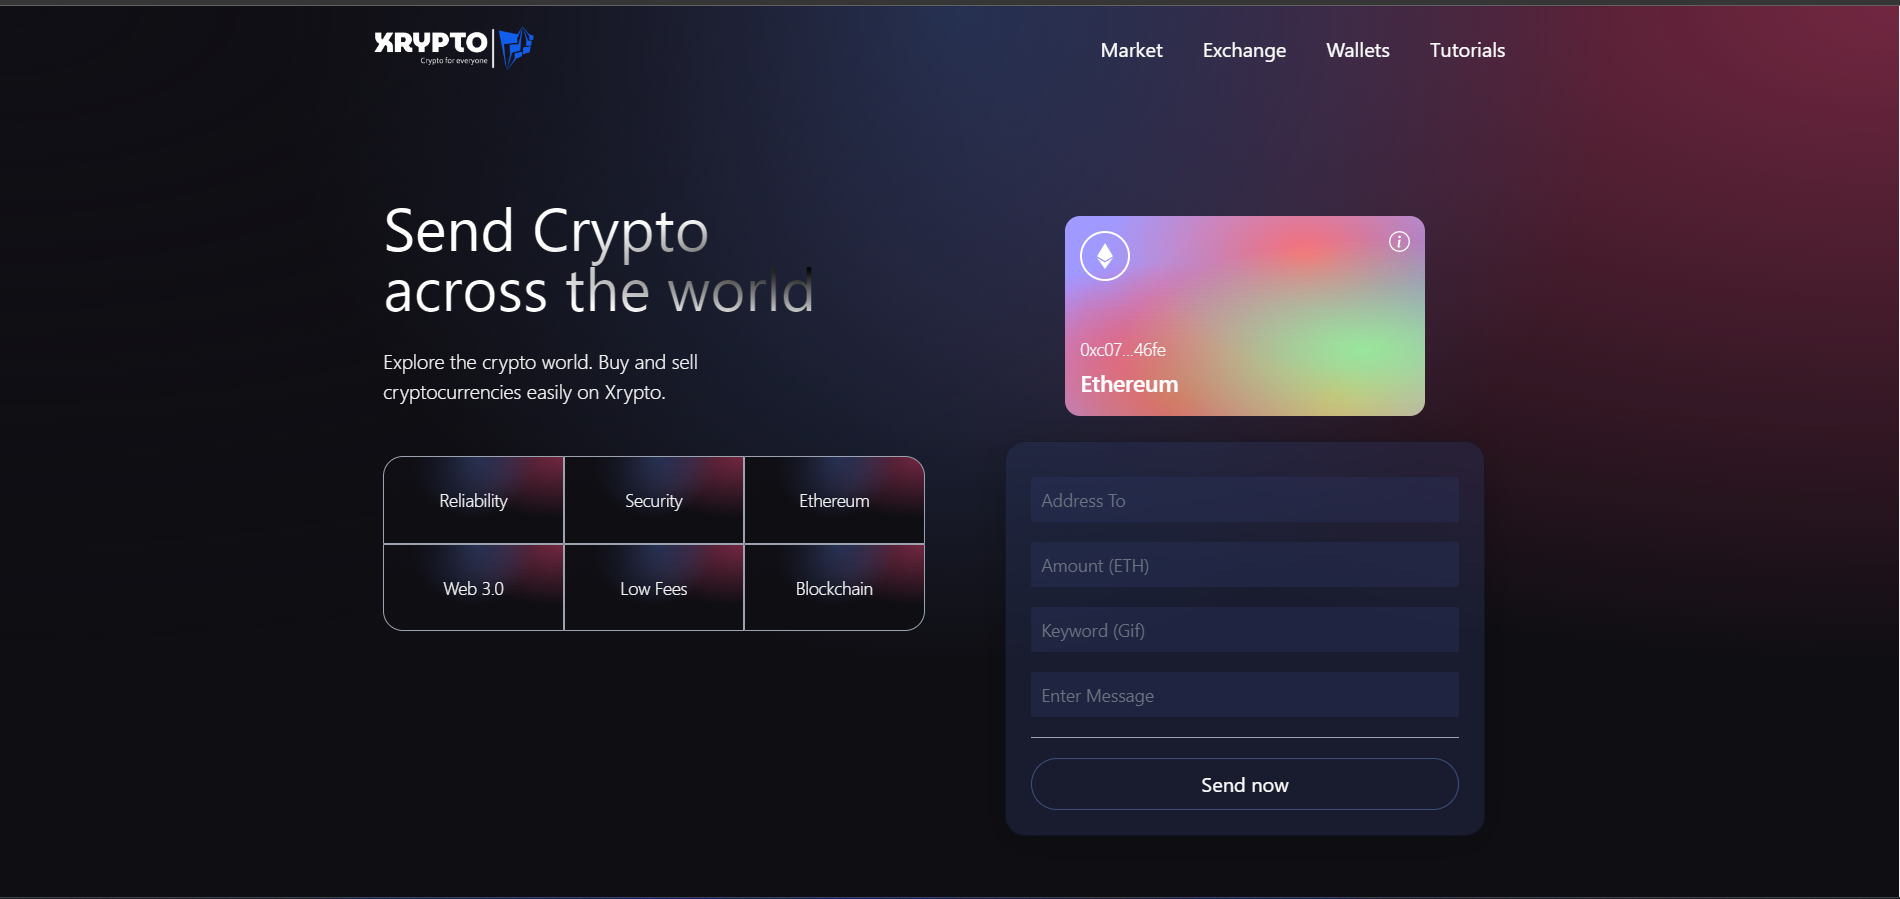 XRYPTO
Crypto for everyone
Market
Exchange
Wallets
Tutorials
Send Crypto
across the world
Explore the crypto world. Buy and sell
cryptocurrencies easily on Xrypto.
Reliability
Security
Ethereum
Web 3.0
Low Fees
Blockchain
0xc07...46fe
Ethereum
Address To
Amount (ETH)
Keyword (Gif)
Enter Message
Send now